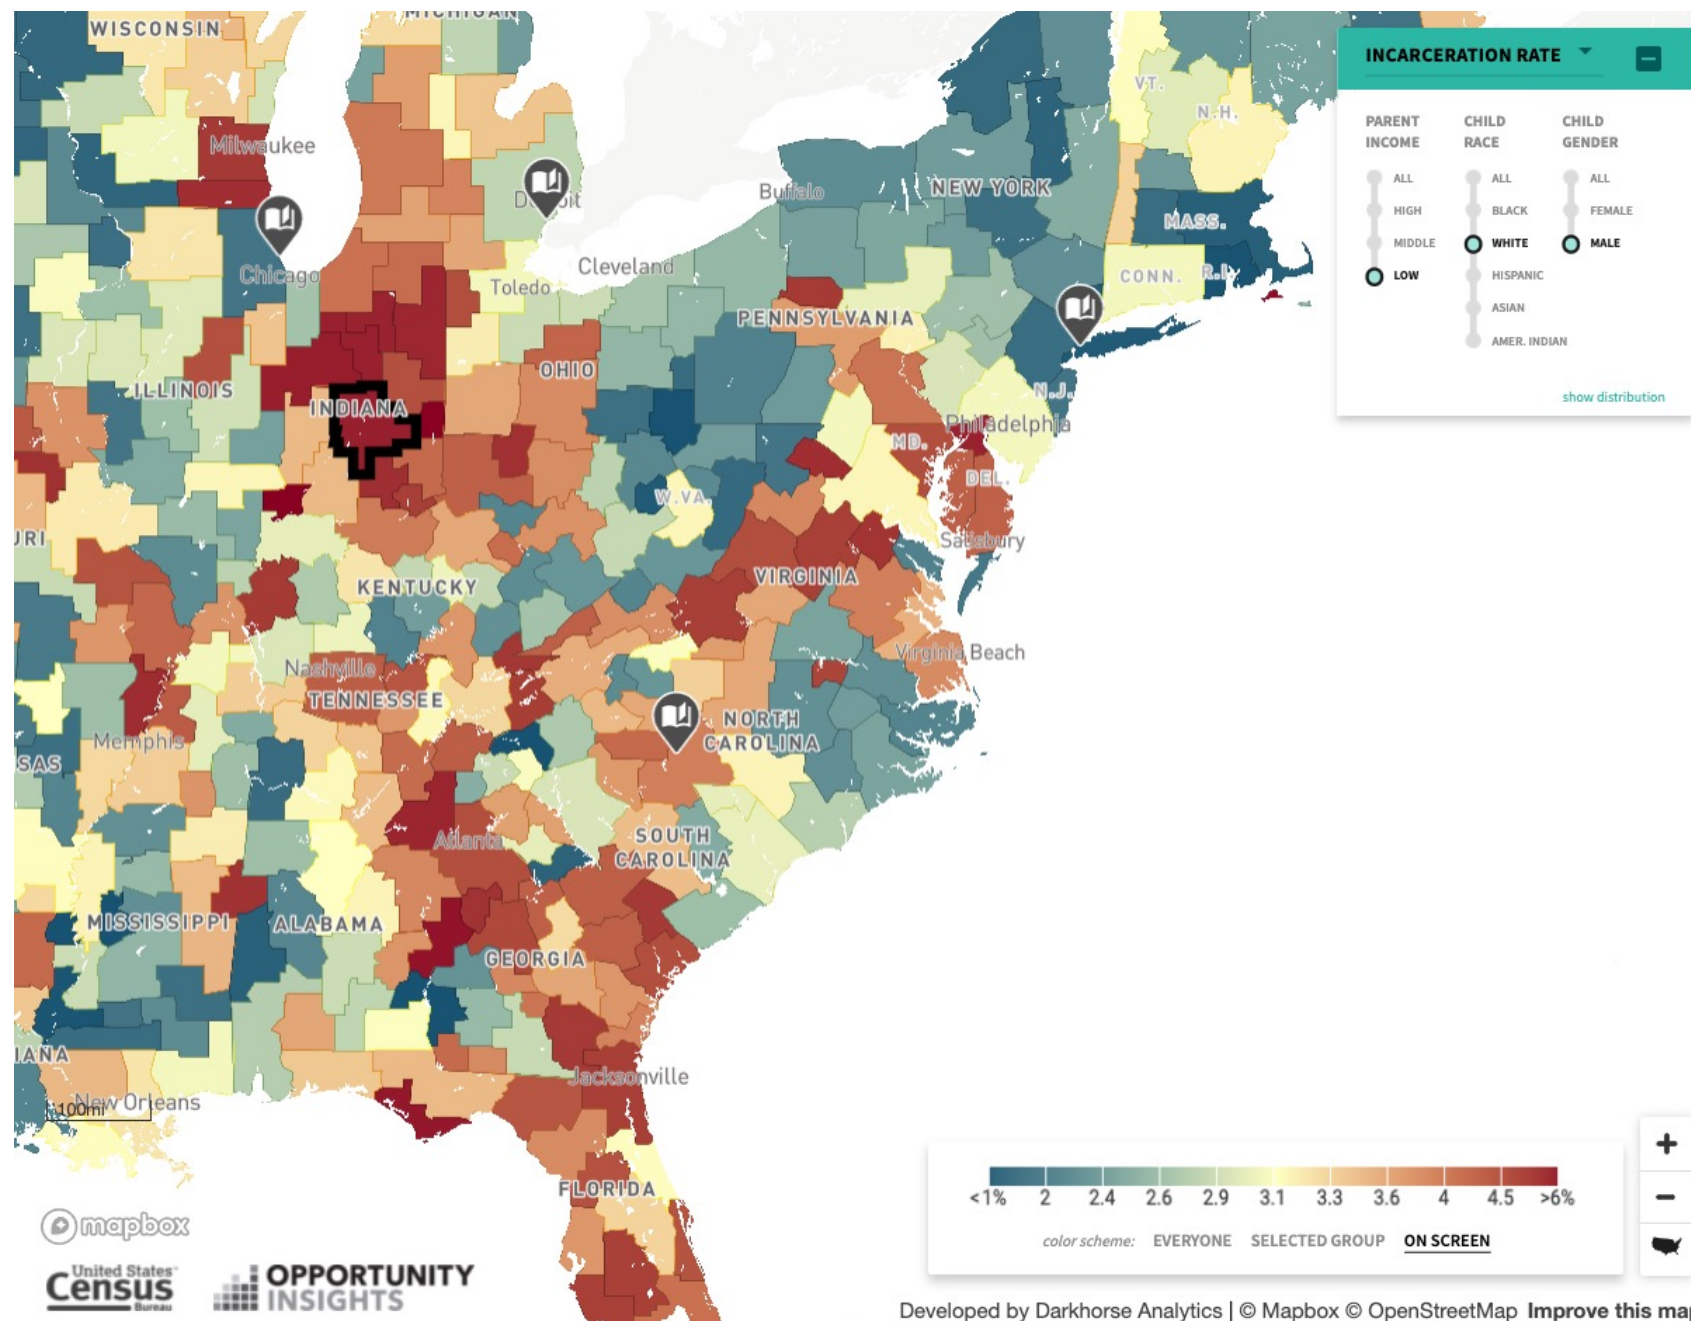 MICHIGAN
WISCONSIN
VT.
N.H.
Milwaukee
Detroit
Buffalo
NEW YORK
MASS.
Chicago
Cleveland
Toledo
CONN.
R.I.
PENNSYLVANIA
OHIO
ILLINOIS
INDIANA
N.J.
Philadelphia
MD.
DEL.
W.VA.
URI
Salisbury
VIRGINIA
KENTUCKY
Virginia Beach
Nashville
TENNESSEE
NORTH
CAROLINA
Memphis
SAS
Atlanta
SOUTH
CAROLINA
MISSISSIPPI
ALABAMA
GEORGIA
IANA
Jacksonville
New Orleans
100mi
FLORIDA
INCARCERATION RATE
PARENT INCOME
CHILD RACE
CHILD GENDER
ALL ALL ALL
HIGH BLACK FEMALE
MIDDLE WHITE MALE
LOW HISPANIC
ASIAN
AMER. INDIAN
show distribution
<1% 2 2.4 2.6 2.9 3.1 3.3 3.6 4 4.5 >6%
color scheme: EVERYONE SELECTED GROUP ON SCREEN
mapbox
United States
Census
Bureau
OPPORTUNITY
INSIGHTS
Developed by Darkhorse Analytics | © Mapbox © OpenStreetMap Improve this map